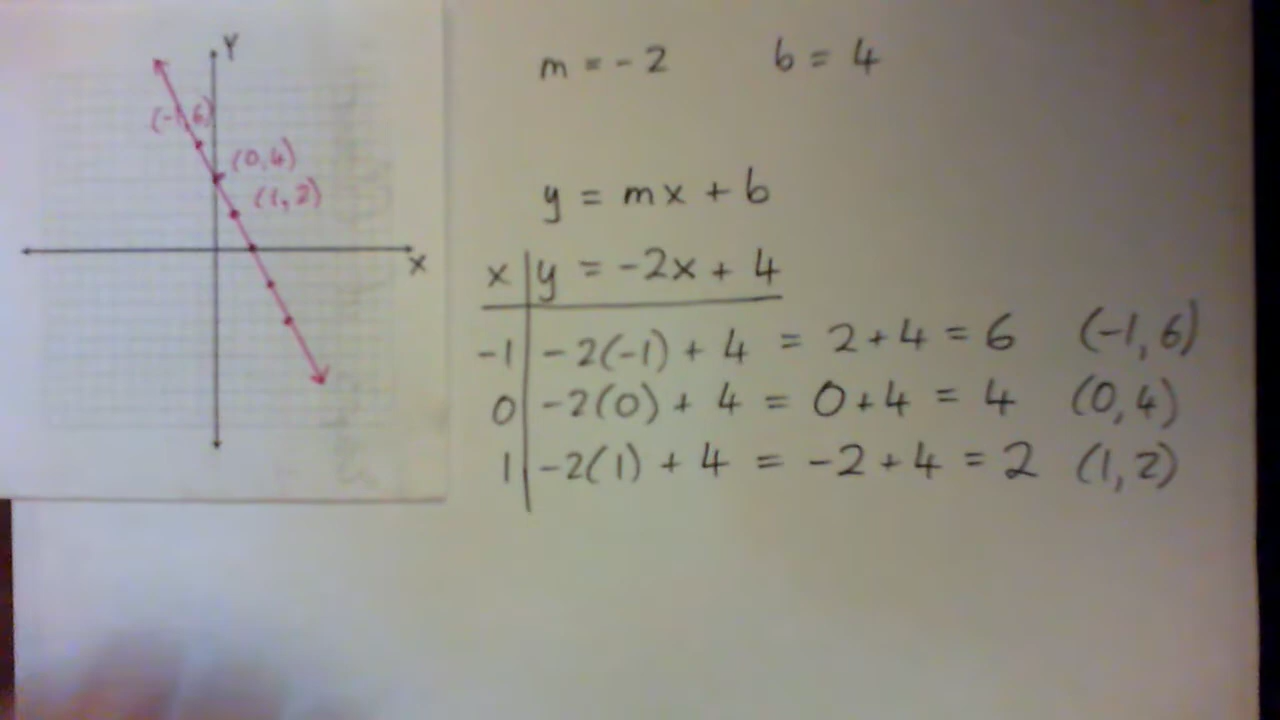 Y
(-1,6)
(0,4)
(1,2)
X
m = -2 b = 4
y = mx + b
x y = -2x + 4
-1 -2(-1) + 4 = 2+4 = 6 (-1,6)
0 -2(0) + 4 = 0+4 = 4 (0,4)
1 -2(1) + 4 = -2+4 = 2 (1,2)